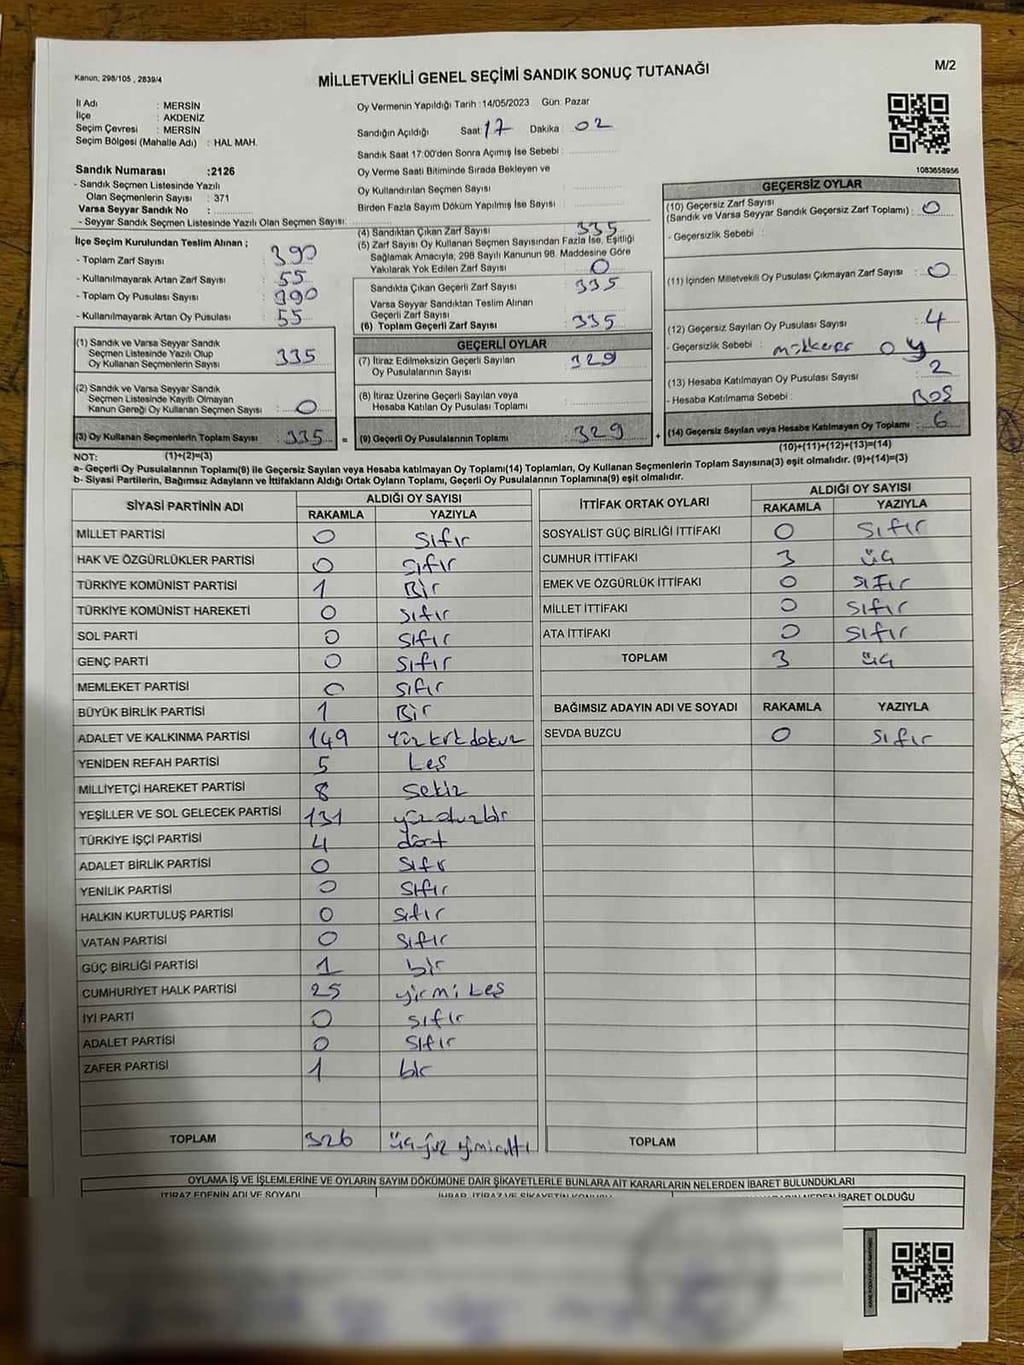 Kanun; 298/105 , 2839/4
MİLLETVEKİLİ GENEL SEÇİMİ SANDIK SONUÇ TUTANAĞI
M/2
İl Adı : MERSİN
İlçe : AKDENİZ
Seçim Çevresi : MERSİN
Seçim Bölgesi (Mahalle Adı) : HAL MAH.
Sandık Numarası :2126
- Sandık Seçmen Listesinde Yazılı
Olan Seçmenlerin Sayısı : 371
Varsa Seyyar Sandık No :
- Seyyar Sandık Seçmen Listesinde Yazılı Olan Seçmen Sayısı:
Oy Vermenin Yapıldığı Tarih :14/05/2023 Gün: Pazar
Sandığın Açıldığı Saat 17 Dakika : 02
Sandık Saat 17:00'den Sonra Açmış İse Sebebi :
Oy Verme Saati Bitiminde Sırada Bekleyen ve
Oy Kullandırılan Seçmen Sayısı :
Birden Fazla Sayım Döküm Yapılmış İse Sayısı :
1083658956
İlçe Seçim Kurulundan Teslim Alınan ;
- Toplam Zarf Sayısı : 390
- Kullanılmayarak Artan Zarf Sayısı : 55
- Toplam Oy Pusulası Sayısı : 390
- Kullanılmayarak Artan Oy Pusulası : 55
(1) Sandık ve Varsa Seyyar Sandık
Seçmen Listesinde Yazılı Olup
Oy Kullanan Seçmenlerin Sayısı : 335
(2) Sandık ve Varsa Seyyar Sandık
Seçmen Listesinde Kayıtlı Olmayan
Kanun Gereği Oy Kullanan Seçmen Sayısı : 0
(3) Oy Kullanan Seçmenlerin Toplam Sayısı : 335 =
(4) Sandıktan Çıkan Zarf Sayısı : 335
(5) Zarf Sayısı Oy Kullanan Seçmen Sayısından Fazla İse, Eşitliği
Sağlamak Amacıyla, 298 Sayılı Kanunun 98. Maddesine Göre
Yakılarak Yok Edilen Zarf Sayısı : 0
Sandıkta Çıkan Geçerli Zarf Sayısı : 335
Varsa Seyyar Sandıktan Teslim Alınan
Geçerli Zarf Sayısı :
(6) Toplam Geçerli Zarf Sayısı : 335
GEÇERLİ OYLAR
(7) İtiraz Edilmeksizin Geçerli Sayılan
Oy Pusulalarının Sayısı : 329
(8) İtiraz Üzerine Geçerli Sayılan veya
Hesaba Katılan Oy Pusulası Toplamı :
(9) Geçerli Oy Pusulalarının Toplamı : 329 +
GEÇERSİZ OYLAR
(10) Geçersiz Zarf Sayısı
(Sandık ve Varsa Seyyar Sandık Geçersiz Zarf Toplamı) : 0
- Geçersizlik Sebebi :
(11) İçinden Milletvekili Oy Pusulası Çıkmayan Zarf Sayısı : 0
(12) Geçersiz Sayılan Oy Pusulası Sayısı : 4
- Geçersizlik Sebebi : mükerrer oy
(13) Hesaba Katılmayan Oy Pusulası Sayısı : 2
- Hesaba Katılmama Sebebi : BOŞ
(14) Geçersiz Sayılan veya Hesaba Katılmayan Oy Toplamı : 6
NOT: (1)+(2)=(3) (10)+(11)+(12)+(13)=(14)
a- Geçerli Oy Pusulalarının Toplamı(9) ile Geçersiz Sayılan veya Hesaba katılmayan Oy Toplamı(14) Toplamları, Oy Kullanan Seçmenlerin Toplam Sayısına(3) eşit olmalıdır. (9)+(14)=(3)
b- Siyasi Partilerin, Bağımsız Adayların ve İttifakların Aldığı Ortak Oyların Toplamı, Geçerli Oy Pusulalarının Toplamına(9) eşit olmalıdır.
SİYASİ PARTİNİN ADI ALDIĞI OY SAYISI
RAKAMLA YAZIYLA
MİLLET PARTİSİ 0 sıfır
HAK VE ÖZGÜRLÜKLER PARTİSİ 0 sıfır
TÜRKİYE KOMÜNİST PARTİSİ 1 Bir
TÜRKİYE KOMÜNİST HAREKETİ 0 sıfır
SOL PARTİ 0 sıfır
GENÇ PARTİ 0 sıfır
MEMLEKET PARTİSİ 0 sıfır
BÜYÜK BİRLİK PARTİSİ 1 Bir
ADALET VE KALKINMA PARTİSİ 149 yüzkırkdokuz
YENİDEN REFAH PARTİSİ 5 beş
MİLLİYETÇİ HAREKET PARTİSİ 8 sekiz
YEŞİLLER VE SOL GELECEK PARTİSİ 131 yüzotuzbir
TÜRKİYE İŞÇİ PARTİSİ 4 dört
ADALET BİRLİK PARTİSİ 0 sıfır
YENİLİK PARTİSİ 0 sıfır
HALKIN KURTULUŞ PARTİSİ 0 sıfır
VATAN PARTİSİ 0 sıfır
GÜÇ BİRLİĞİ PARTİSİ 1 bir
CUMHURİYET HALK PARTİSİ 25 yirmi beş
İYİ PARTİ 0 sıfır
ADALET PARTİSİ 0 sıfır
ZAFER PARTİSİ 1 bir
TOPLAM 326 üçyüz yirmialtı
İTTİFAK ORTAK OYLARI ALDIĞI OY SAYISI
RAKAMLA YAZIYLA
SOSYALİST GÜÇ BİRLİĞİ İTTİFAKI 0 sıfır
CUMHUR İTTİFAKI 3 üç
EMEK VE ÖZGÜRLÜK İTTİFAKI 0 sıfır
MİLLET İTTİFAKI 0 sıfır
ATA İTTİFAKI 0 sıfır
TOPLAM 3 üç
BAĞIMSIZ ADAYIN ADI VE SOYADI RAKAMLA YAZIYLA
SEVDA BUZCU 0 sıfır
TOPLAM
OYLAMA İŞ VE İŞLEMLERİNE VE OYLARIN SAYIM DÖKÜMÜNE DAİR ŞİKAYETLERLE BUNLARA AİT KARARLARIN NELERDEN İBARET BULUNDUKLARI
İTİRAZ EDENİN ADI VE SOYADI İHBAR, İTİRAZ VE ŞİKAYETİN KONUSU İBARET OLDUĞU